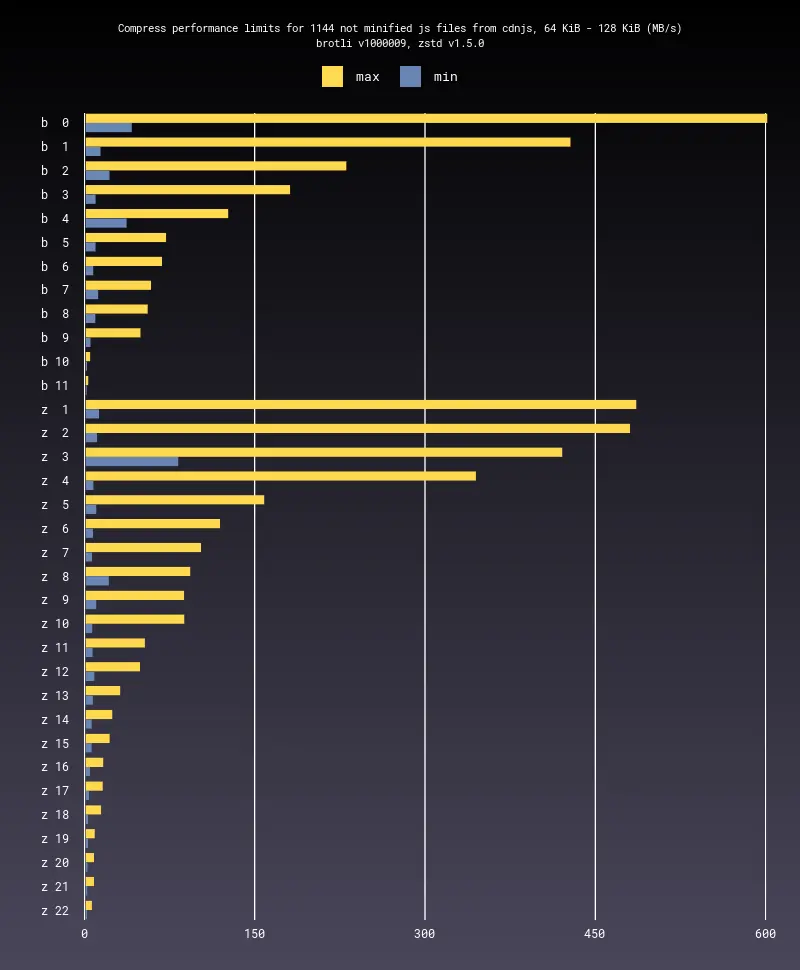 Compress performance limits for 1144 not minified js files from cdnjs, 64 KiB - 128 KiB (MB/s)
brotli v1000009, zstd v1.5.0
max min
b 0
b 1
b 2
b 3
b 4
b 5
b 6
b 7
b 8
b 9
b 10
b 11
z 1
z 2
z 3
z 4
z 5
z 6
z 7
z 8
z 9
z 10
z 11
z 12
z 13
z 14
z 15
z 16
z 17
z 18
z 19
z 20
z 21
z 22
0 150 300 450 600